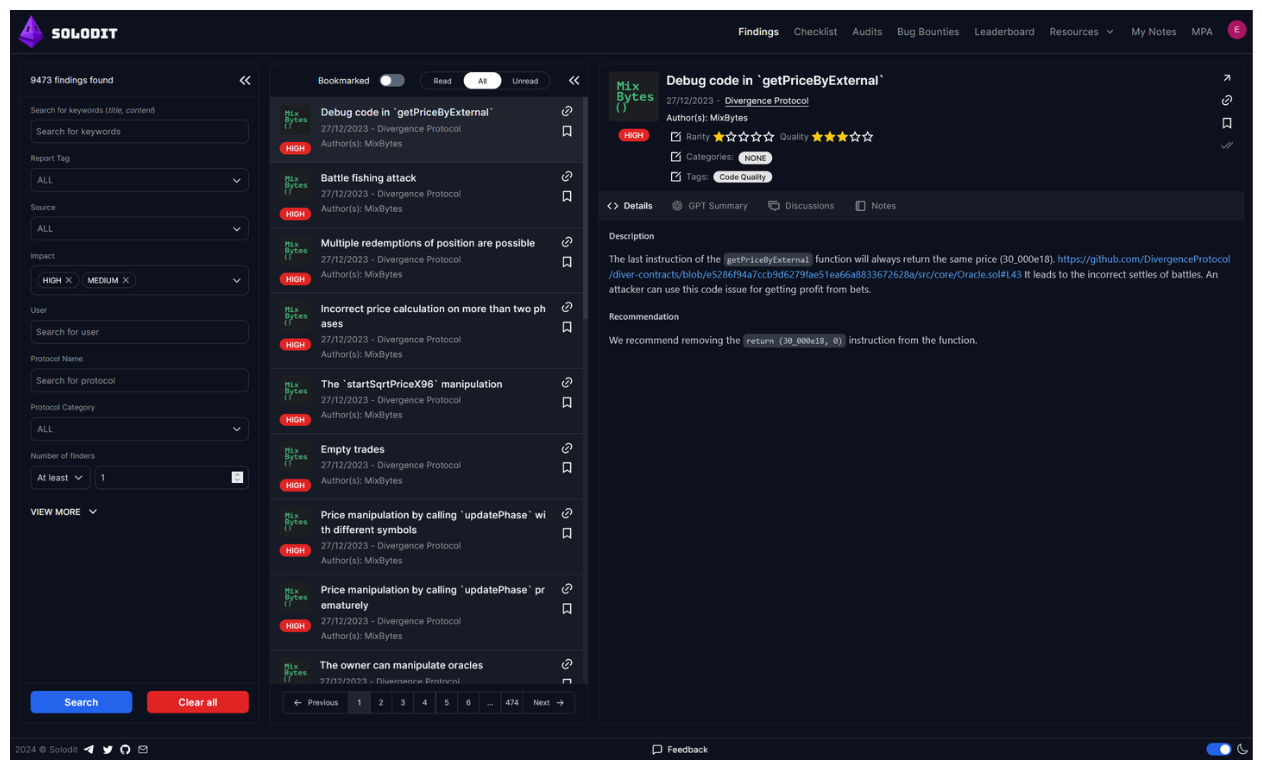 SOLODIT
Findings
Checklist
Audits
Bug Bounties
Leaderboard
Resources
My Notes
MPA
E
9473 findings found
Search for keywords (title, content)
Search for keywords
Report Tag
ALL
Source
ALL
Impact
HIGH
MEDIUM
User
Search for user
Protocol Name
Search for protocol
Protocol Category
ALL
Number of finders
At least
1
VIEW MORE
Search
Clear all
Bookmarked
Read
All
Unread
Mix
Bytes
()
HIGH
Debug code in `getPriceByExternal`
27/12/2023 - Divergence Protocol
Author(s): MixBytes
Mix
Bytes
()
HIGH
Battle fishing attack
27/12/2023 - Divergence Protocol
Author(s): MixBytes
Mix
Bytes
()
HIGH
Multiple redemptions of position are possible
27/12/2023 - Divergence Protocol
Author(s): MixBytes
Mix
Bytes
()
HIGH
Incorrect price calculation on more than two ph
ases
27/12/2023 - Divergence Protocol
Author(s): MixBytes
Mix
Bytes
()
HIGH
The `startSqrtPriceX96` manipulation
27/12/2023 - Divergence Protocol
Author(s): MixBytes
Mix
Bytes
()
HIGH
Empty trades
27/12/2023 - Divergence Protocol
Author(s): MixBytes
Mix
Bytes
()
HIGH
Price manipulation by calling `updatePhase` wi
th different symbols
27/12/2023 - Divergence Protocol
Author(s): MixBytes
Mix
Bytes
()
HIGH
Price manipulation by calling `updatePhase` pr
ematurely
27/12/2023 - Divergence Protocol
Author(s): MixBytes
Mix
Bytes
The owner can manipulate oracles
27/12/2023 - Divergence Protocol
← Previous
1
2
3
4
5
6
...
474
Next →
Mix
Bytes
()
HIGH
Debug code in `getPriceByExternal`
27/12/2023 - Divergence Protocol
Author(s): MixBytes
Rarity
Quality
Categories: NONE
Tags: Code Quality
Details
GPT Summary
Discussions
Notes
Description
The last instruction of the getPriceByExternal function will always return the same price (30_000e18). https://github.com/DivergenceProtocol
/diver-contracts/blob/e5286f94a7ccb9d6279fae51ea66a8833672628a/src/core/Oracle.sol#L43 It leads to the incorrect settles of battles. An
attacker can use this code issue for getting profit from bets.
Recommendation
We recommend removing the return (30_000e18, 0) instruction from the function.
2024 © Solodit
Feedback